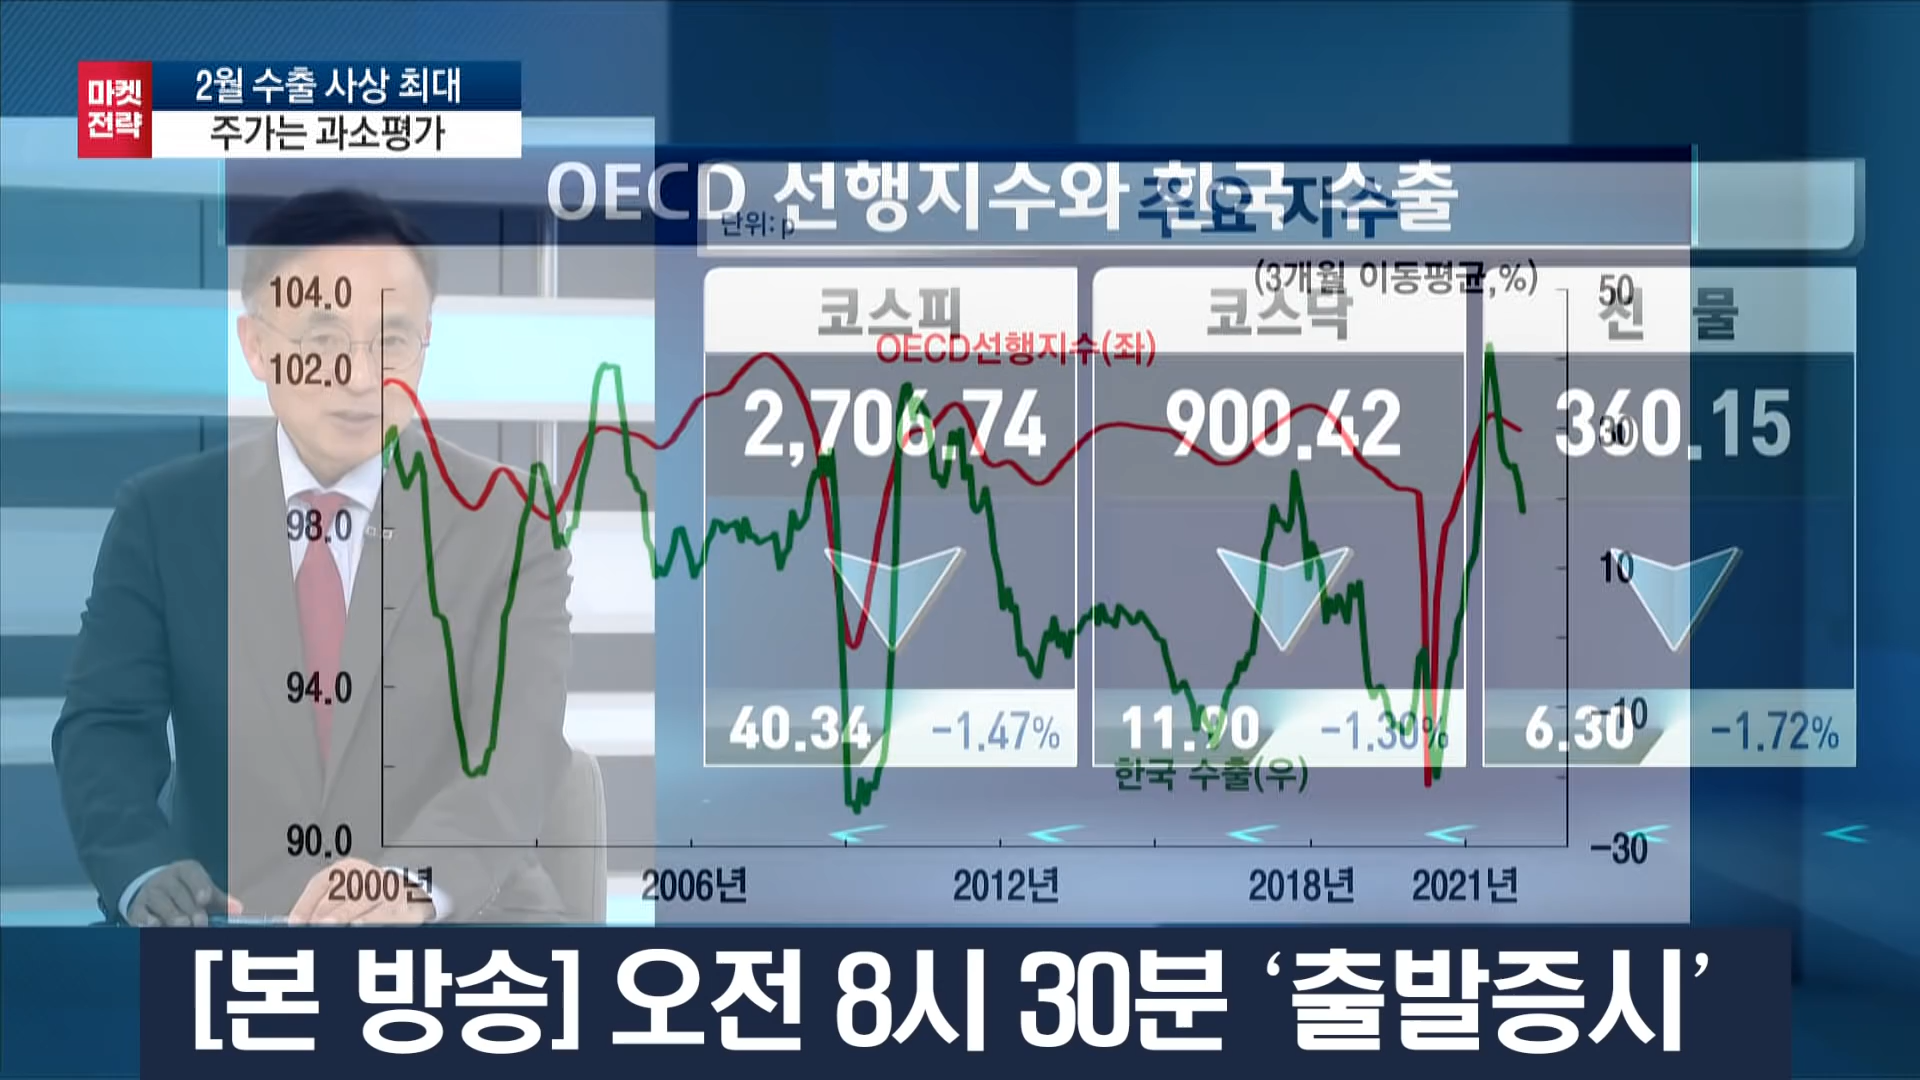 마켓
전략
2월 수출 사상 최대
주가는 과소평가
OECD 선행지수와 한국 수출
주요 지수
단위: p
(3개월 이동평균,%)
코스피
코스닥
선 물
OECD선행지수(좌)
2,706.74
900.42
360.15
40.34
-1.47%
11.90
-1.30%
6.30
-1.72%
한국 수출(우)
104.0
102.0
98.0
94.0
90.0
50
30
10
-10
-30
2000년
2006년
2012년
2018년
2021년
[본 방송] 오전 8시 30분 ‘출발증시’